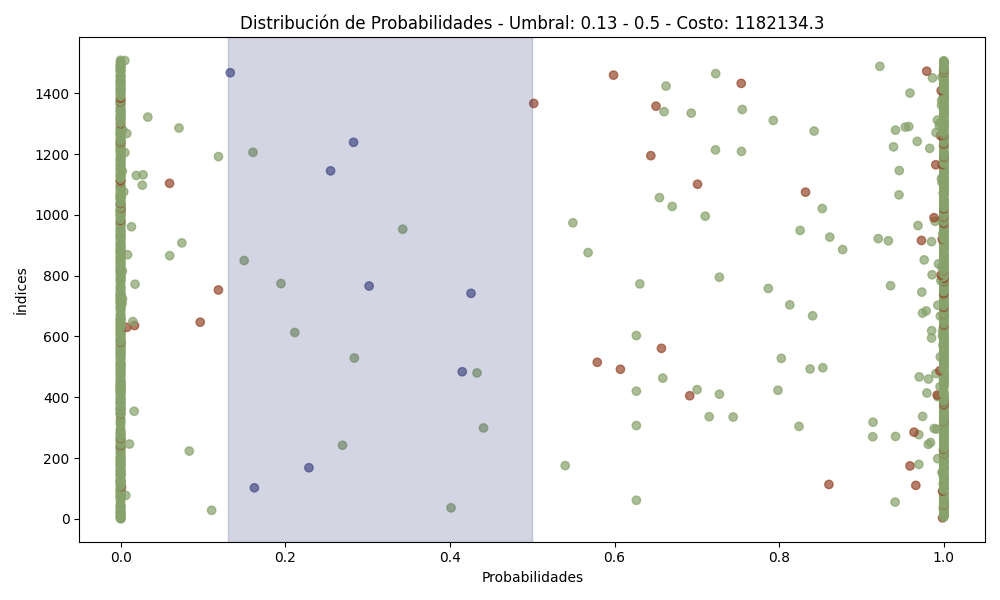 Distribución de Probabilidades - Umbral: 0.13 - 0.5 - Costo: 1182134.3
Índices
1400
1200
1000
800
600
400
200
0
0.0 0.2 0.4 0.6 0.8 1.0
Probabilidades